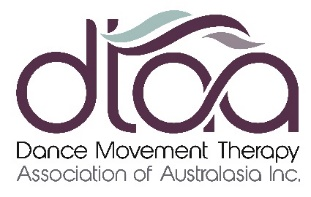 dtaa
Dance Movement Therapy
Association of Australasia Inc.